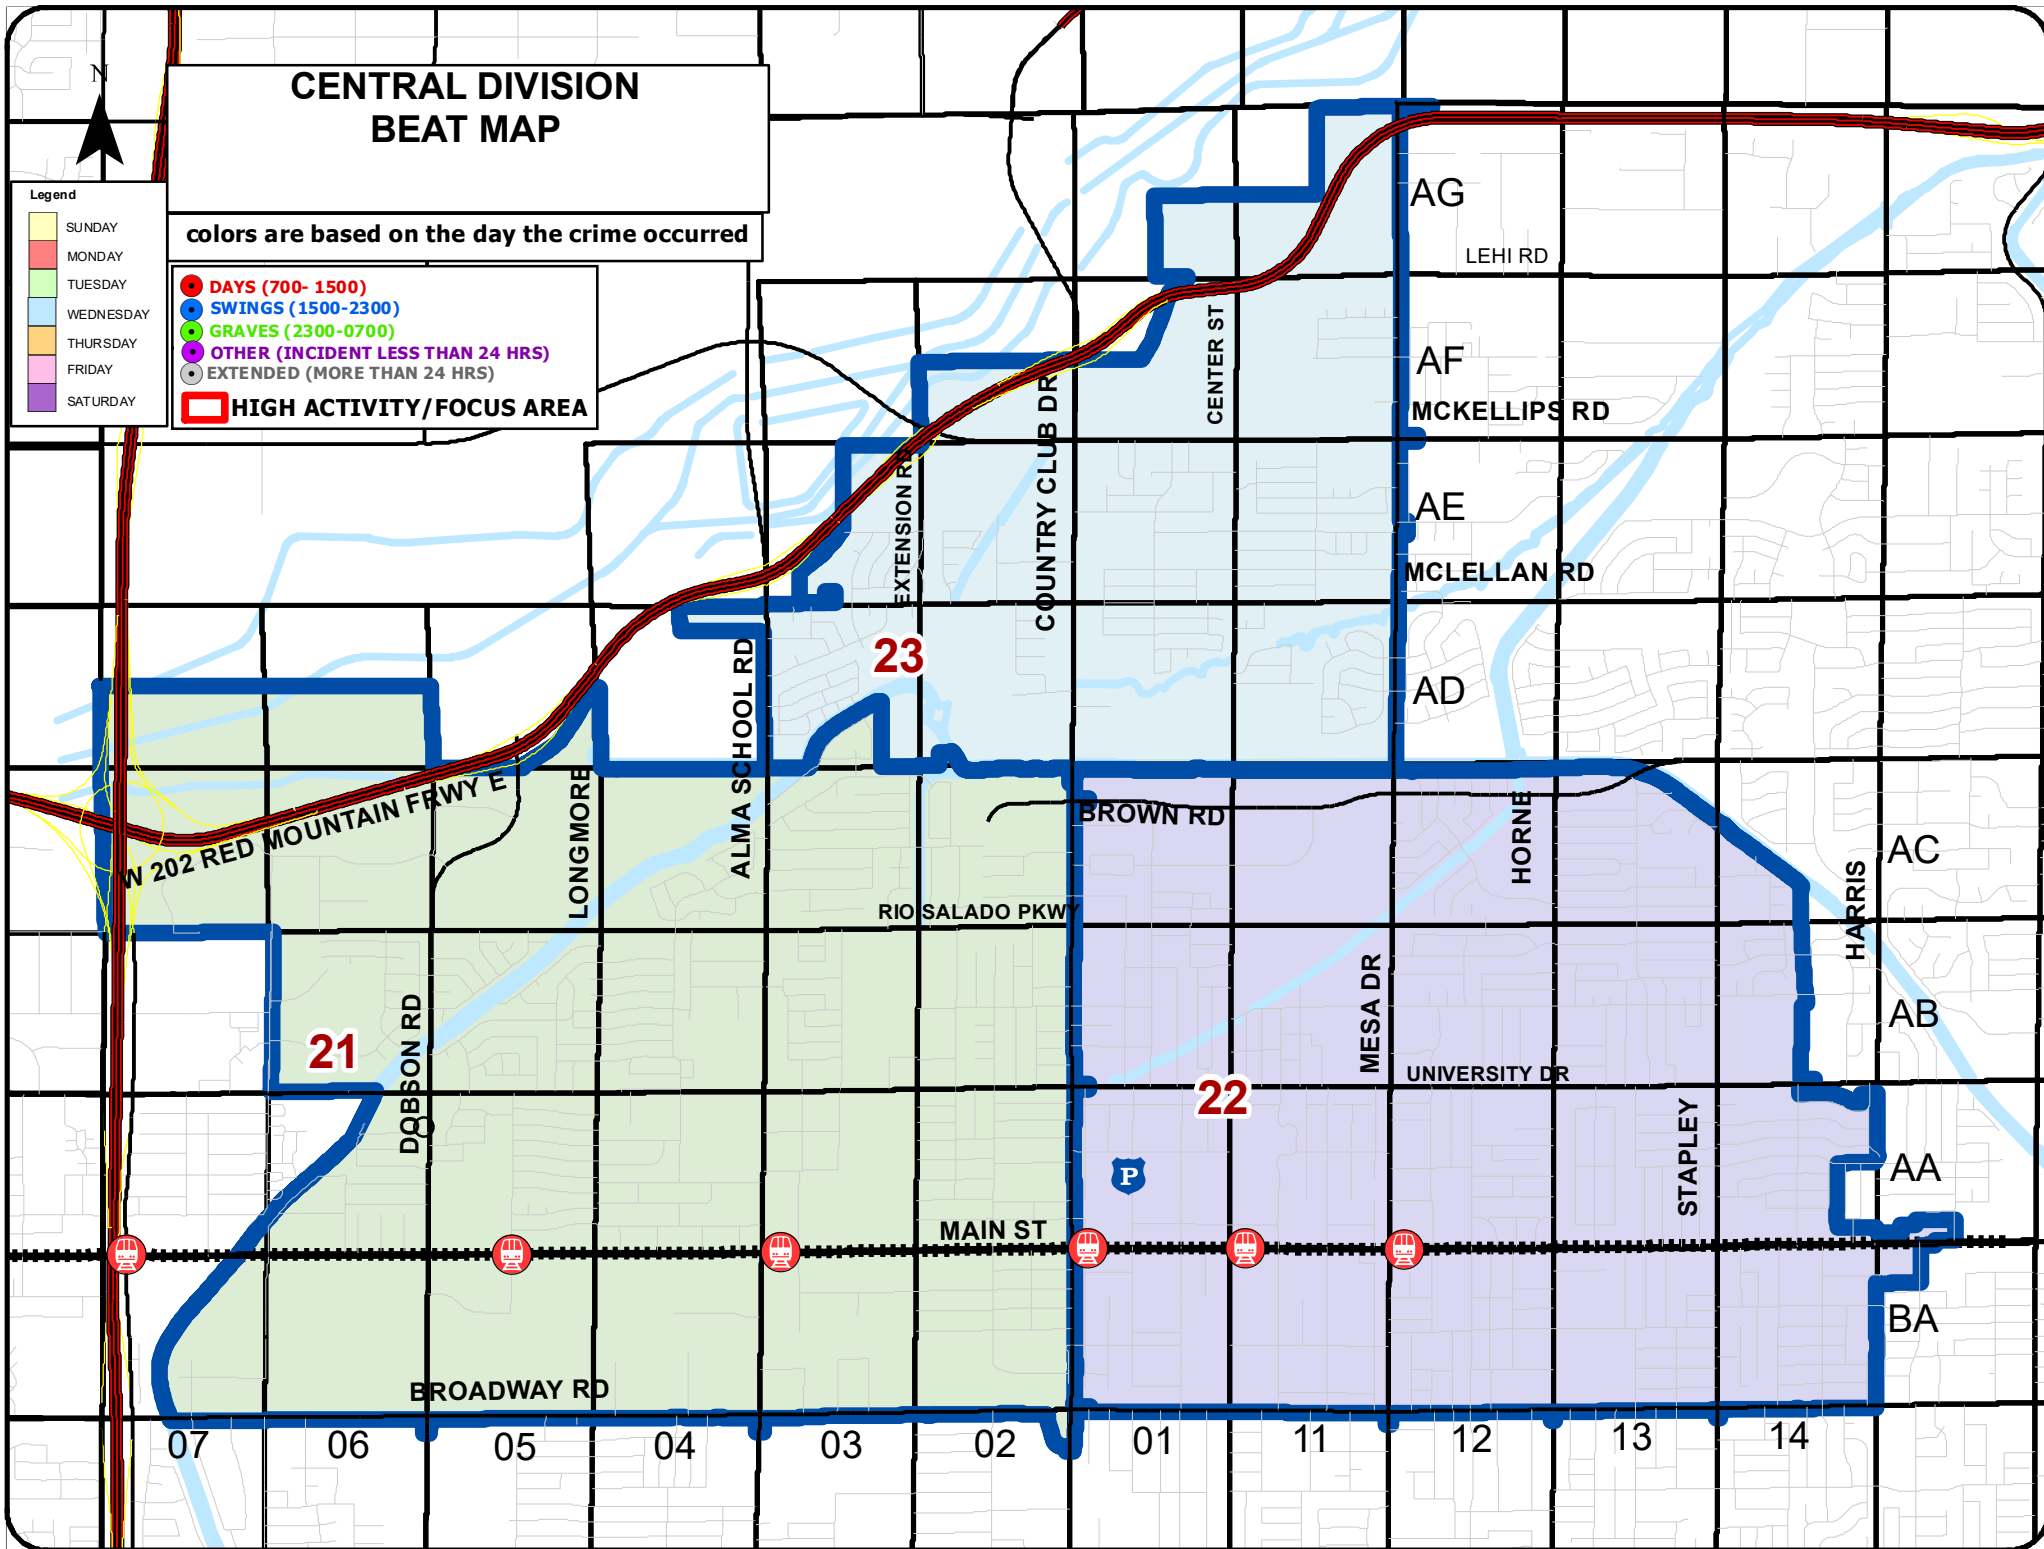 CENTRAL DIVISION
BEAT MAP
N
Legend
SUNDAY
MONDAY
TUESDAY
WEDNESDAY
THURSDAY
FRIDAY
SATURDAY
colors are based on the day the crime occurred
DAYS (700- 1500)
SWINGS (1500-2300)
GRAVES (2300-0700)
OTHER (INCIDENT LESS THAN 24 HRS)
EXTENDED (MORE THAN 24 HRS)
HIGH ACTIVITY/FOCUS AREA
AG
LEHI RD
CENTER ST
AF
MCKELLIPS RD
COUNTRY CLUB DR
EXTENSION RD
AE
MCLELLAN RD
23
ALMA SCHOOL RD
AD
W 202 RED MOUNTAIN FRWY E
LONGMORE
BROWN RD
HORNE
AC
HARRIS
RIO SALADO PKWY
DOBSON RD
MESA DR
AB
21
UNIVERSITY DR
22
STAPLEY
P
AA
MAIN ST
BA
BROADWAY RD
07
06
05
04
03
02
01
11
12
13
14